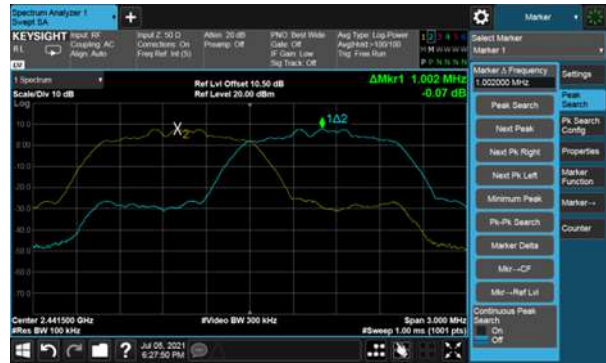 Spectrum Analyzer 1
Swept SA
KEYSIGHT
RL
Input: RF
Coupling: AC
Align: Auto
Input Z: 50 Ω
Corrections: On
Freq Ref: Int (S)
Atten: 20 dB
Preamp: Off
PNO: Best Wide
Gate: Off
IF Gain: Low
Sig Track: Off
Avg Type: Log-Power
Avg|Hold:>100/100
Trig: Free Run
1 2 3 4 5 6
M M W W W W
P P N N N N
1 Spectrum
Scale/Div 10 dB
Log
Ref Lvl Offset 10.50 dB
Ref Level 20.00 dBm
ΔMkr1 1.002 MHz
-0.07 dB
10.0
0.00
-10.0
-20.0
-30.0
-40.0
-50.0
-60.0
-70.0
X2
1Δ2
Center 2.441500 GHz
#Res BW 100 kHz
#Video BW 300 kHz
Span 3.000 MHz
#Sweep 1.00 ms (1001 pts)
?
Jul 05, 2021
6:27:50 PM
Marker
Select Marker
Marker 1
Marker Δ Frequency
1.002000 MHz
Peak Search
Next Peak
Next Pk Right
Next Pk Left
Minimum Peak
Pk-Pk Search
Marker Delta
Mkr→CF
Mkr→Ref Lvl
Continuous Peak
Search
On
Off
Settings
Peak
Search
Pk Search
Config
Properties
Marker
Function
Marker→
Counter